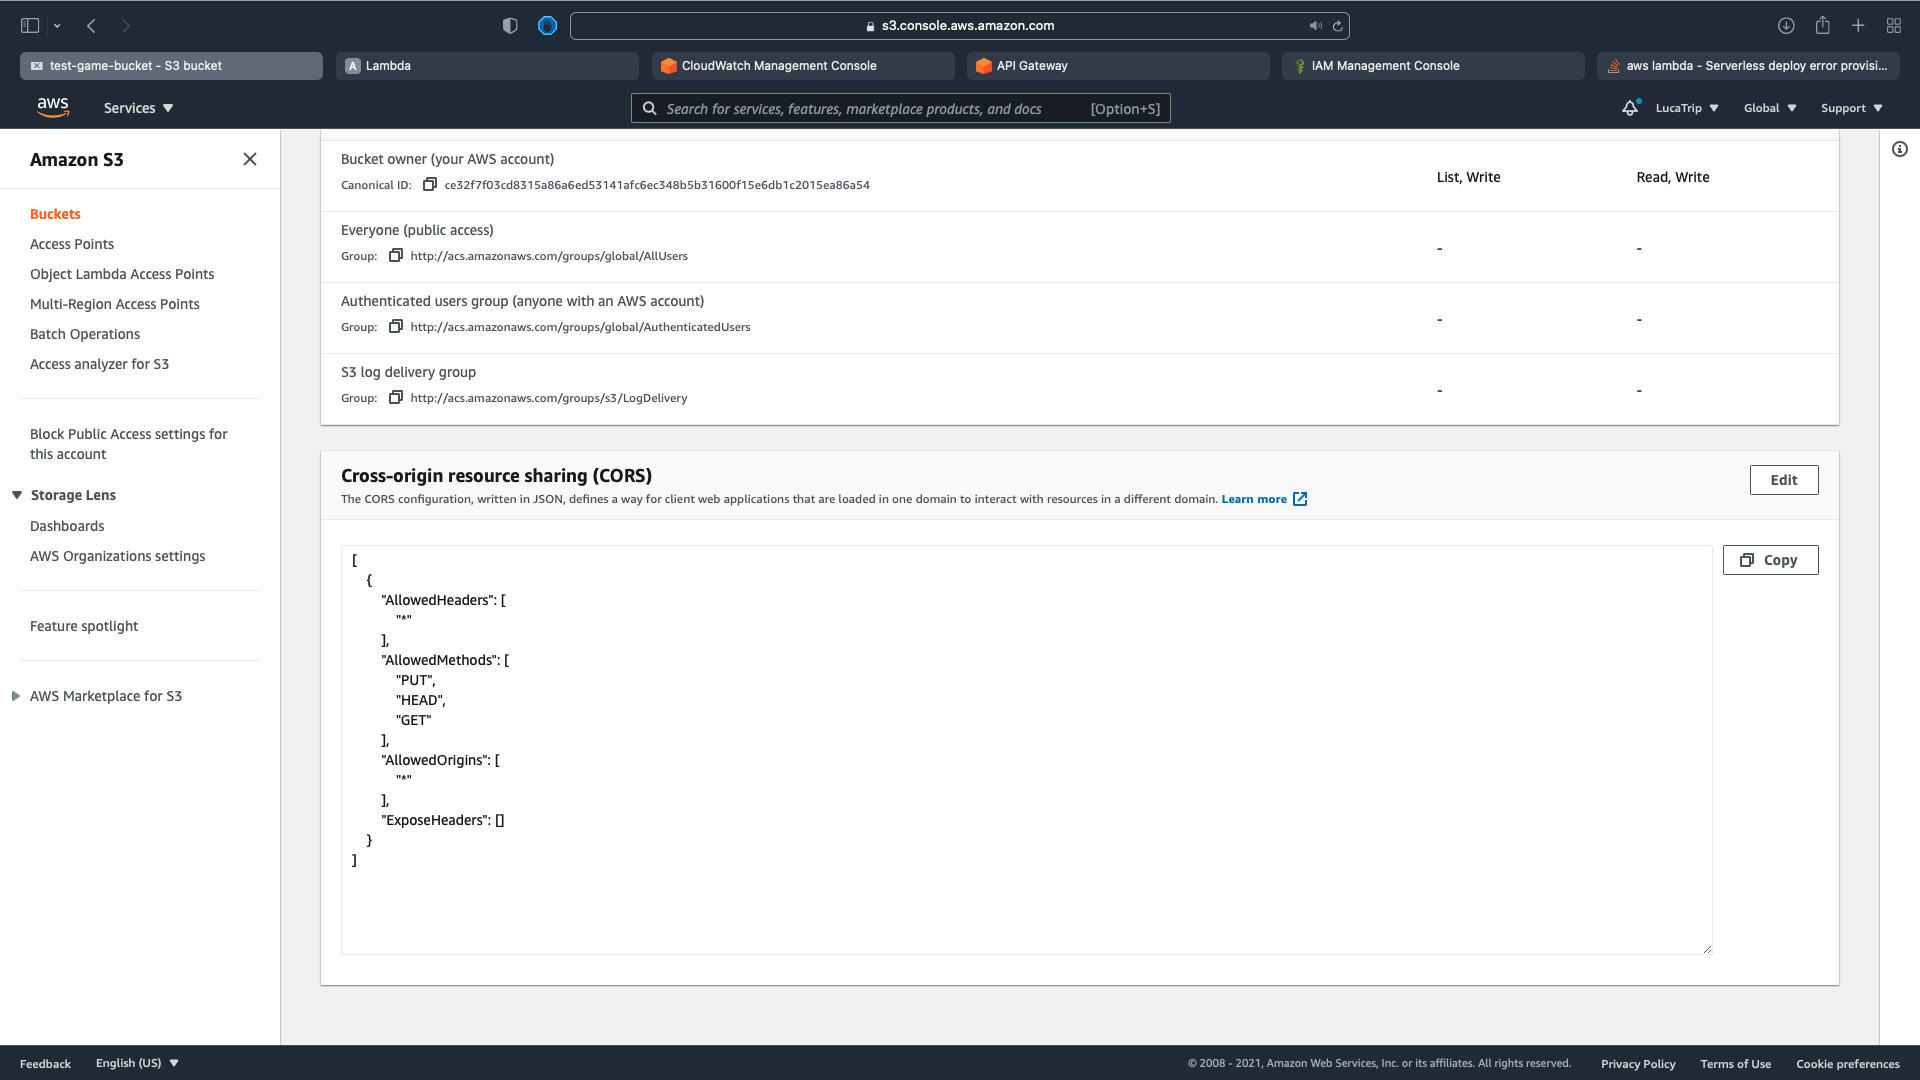 s3.console.aws.amazon.com
test-game-bucket - S3 bucket
A Lambda
CloudWatch Management Console
API Gateway
IAM Management Console
aws lambda - Serverless deploy error provisi...
aws
Services
Search for services, features, marketplace products, and docs [Option+S]
LucaTrip
Global
Support
Amazon S3
Buckets
Access Points
Object Lambda Access Points
Multi-Region Access Points
Batch Operations
Access analyzer for S3
Block Public Access settings for
this account
Storage Lens
Dashboards
AWS Organizations settings
Feature spotlight
AWS Marketplace for S3
Bucket owner (your AWS account)
Canonical ID: ce32f7f03cd8315a86a6ed53141afc6ec348b5b31600f15e6db1c2015ea86a54
List, Write
Read, Write
Everyone (public access)
Group: http://acs.amazonaws.com/groups/global/AllUsers
-
-
Authenticated users group (anyone with an AWS account)
Group: http://acs.amazonaws.com/groups/global/AuthenticatedUsers
-
-
S3 log delivery group
Group: http://acs.amazonaws.com/groups/s3/LogDelivery
-
-
Cross-origin resource sharing (CORS)
The CORS configuration, written in JSON, defines a way for client web applications that are loaded in one domain to interact with resources in a different domain. Learn more
Edit
Copy
[
{
"AllowedHeaders": [
"*"
],
"AllowedMethods": [
"PUT",
"HEAD",
"GET"
],
"AllowedOrigins": [
"*"
],
"ExposeHeaders": []
}
]
Feedback
English (US)
© 2008 - 2021, Amazon Web Services, Inc. or its affiliates. All rights reserved.
Privacy Policy
Terms of Use
Cookie preferences